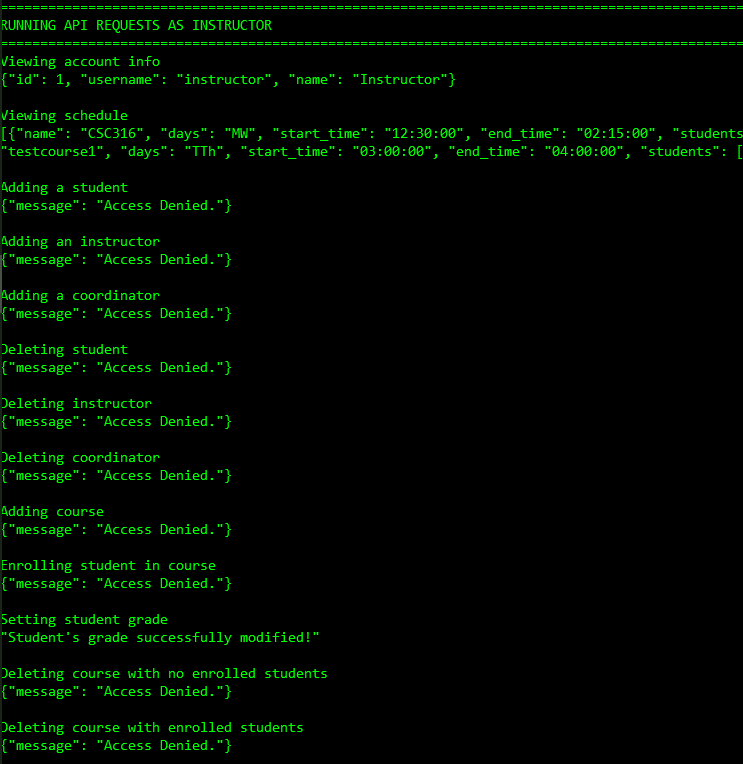 ==============================================================================================
RUNNING API REQUESTS AS INSTRUCTOR
==============================================================================================
Viewing account info
{"id": 1, "username": "instructor", "name": "Instructor"}
Viewing schedule
[{"name": "CSC316", "days": "MW", "start_time": "12:30:00", "end_time": "02:15:00", "students
"testcourse1", "days": "TTh", "start_time": "03:00:00", "end_time": "04:00:00", "students": [
Adding a student
{"message": "Access Denied."}
Adding an instructor
{"message": "Access Denied."}
Adding a coordinator
{"message": "Access Denied."}
Deleting student
{"message": "Access Denied."}
Deleting instructor
{"message": "Access Denied."}
Deleting coordinator
{"message": "Access Denied."}
Adding course
{"message": "Access Denied."}
Enrolling student in course
{"message": "Access Denied."}
Setting student grade
"Student's grade successfully modified!"
Deleting course with no enrolled students
{"message": "Access Denied."}
Deleting course with enrolled students
{"message": "Access Denied."}